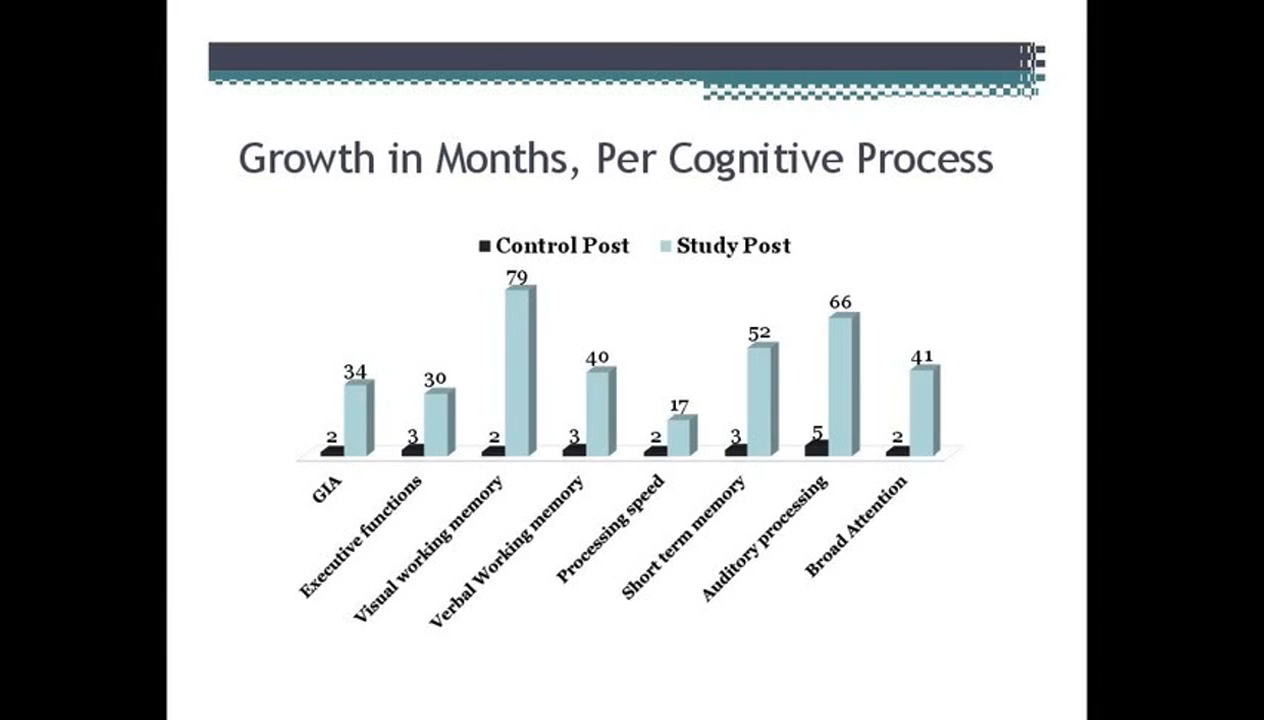 Growth in Months, Per Cognitive Process
Control Post Study Post
79
66
52
34 30 40 41
17
2 3 2 3 2 3 5 2
GIA
Executive functions
Visual working memory
Verbal Working memory
Processing speed
Short term memory
Auditory processing
Broad Attention